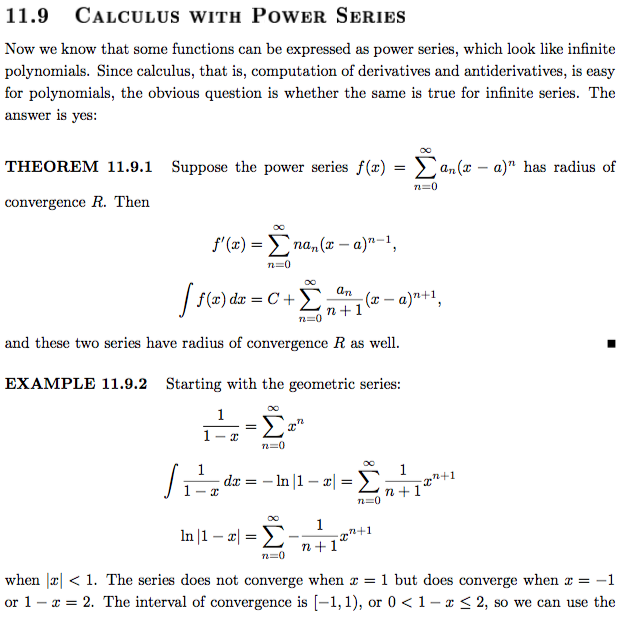 11.9 CALCULUS WITH POWER SERIES
Now we know that some functions can be expressed as power series, which look like infinite
polynomials. Since calculus, that is, computation of derivatives and antiderivatives, is easy
for polynomials, the obvious question is whether the same is true for infinite series. The
answer is yes:
THEOREM 11.9.1 Suppose the power series $f(x) = \sum_{n=0}^{\infty} a_n(x-a)^n$ has radius of
convergence $R$. Then
$f'(x) = \sum_{n=0}^{\infty} na_n(x-a)^{n-1},$
$\int f(x)\,dx = C + \sum_{n=0}^{\infty} \frac{a_n}{n+1}(x-a)^{n+1},$
and these two series have radius of convergence $R$ as well. ■
EXAMPLE 11.9.2 Starting with the geometric series:
$\frac{1}{1-x} = \sum_{n=0}^{\infty} x^n$
$\int \frac{1}{1-x}\,dx = -\ln|1-x| = \sum_{n=0}^{\infty} \frac{1}{n+1}x^{n+1}$
$\ln|1-x| = \sum_{n=0}^{\infty} -\frac{1}{n+1}x^{n+1}$
when $|x| < 1$. The series does not converge when $x = 1$ but does converge when $x = -1$
or $1 - x = 2$. The interval of convergence is $[-1, 1)$, or $0 < 1 - x \leq 2$, so we can use the